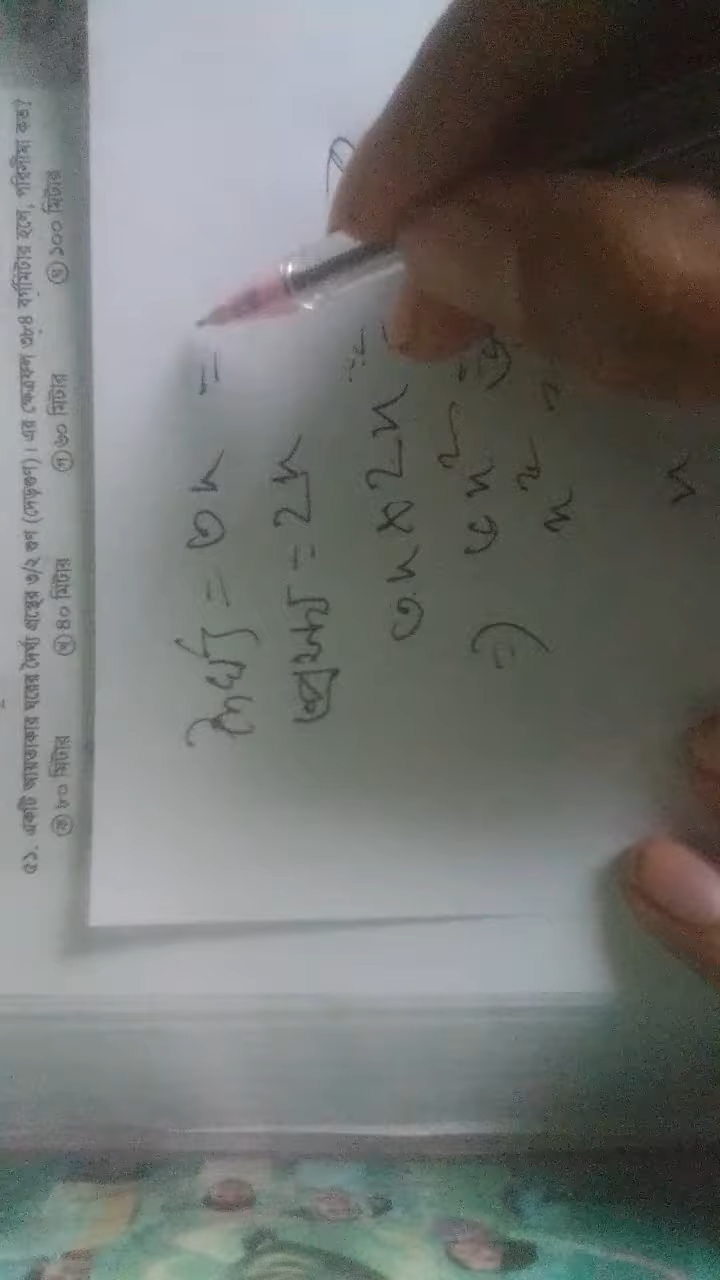 ৫১. একটি আয়তাকার ঘরের দৈর্ঘ্য প্রস্থের ৩/২ গুণ (দেড়গুণ)। এর ক্ষেত্রফল ৩৮৪ বর্গমিটার হলে, পরিসীমা কত?
ক ৮০ মিটার খ ৪০ মিটার গ ৬০ মিটার ঘ ১০০ মিটার
দৈর্ঘ্য = ৩x =
= 2x
৩x × 2x =
⇒ ৬x² =
x²
x